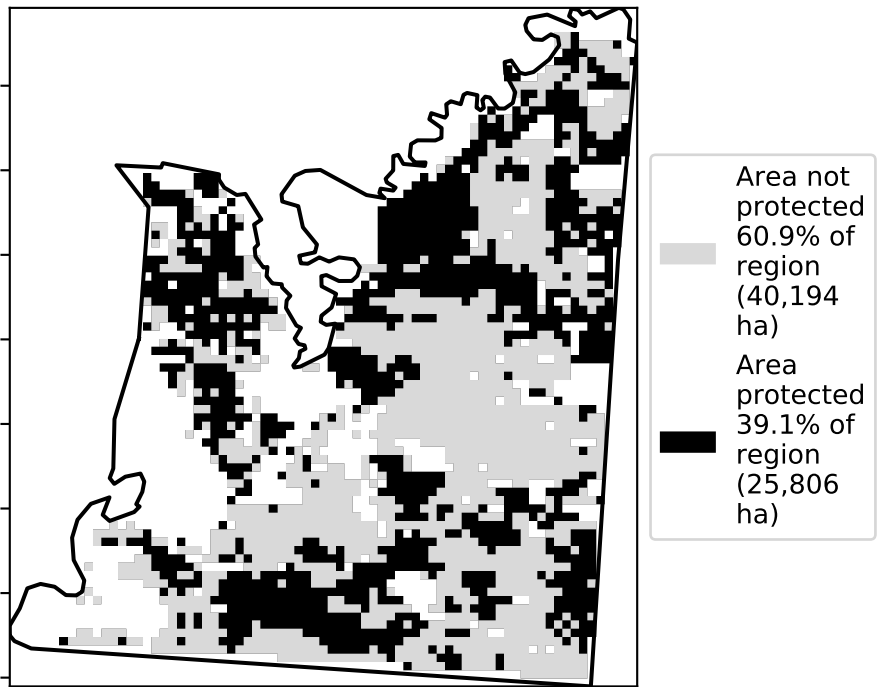 Area not
protected
60.9% of
region
(40,194
ha)
Area
protected
39.1% of
region
(25,806
ha)